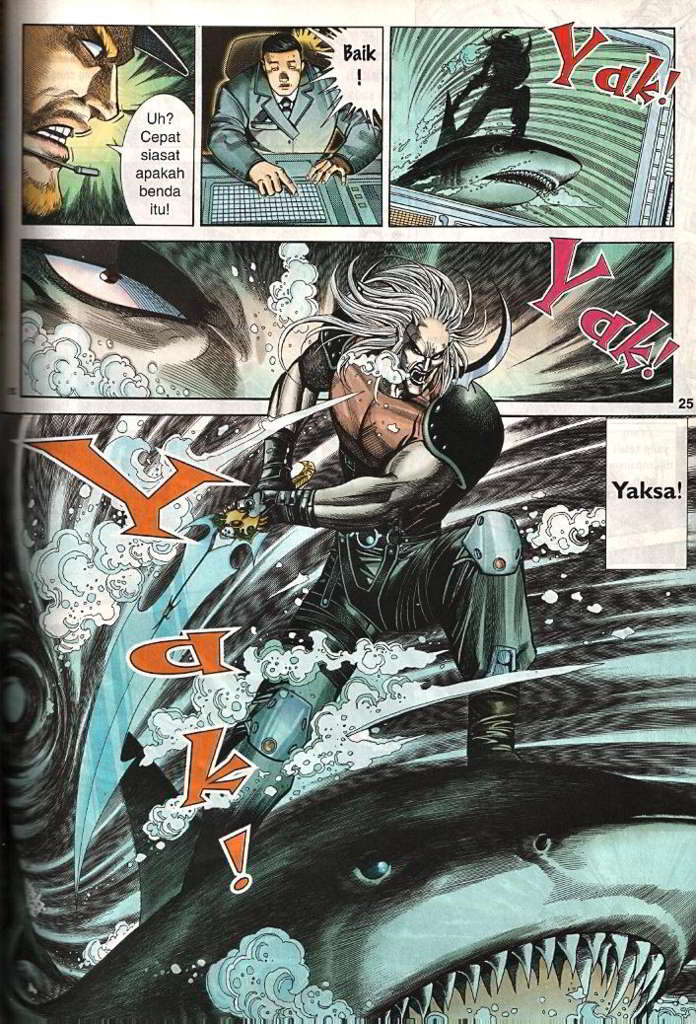 Uh?
Cepat
siasat
apakah
benda
itu!
Baik
!
Yak!
Yak!
25
Yaksa!
Yak!